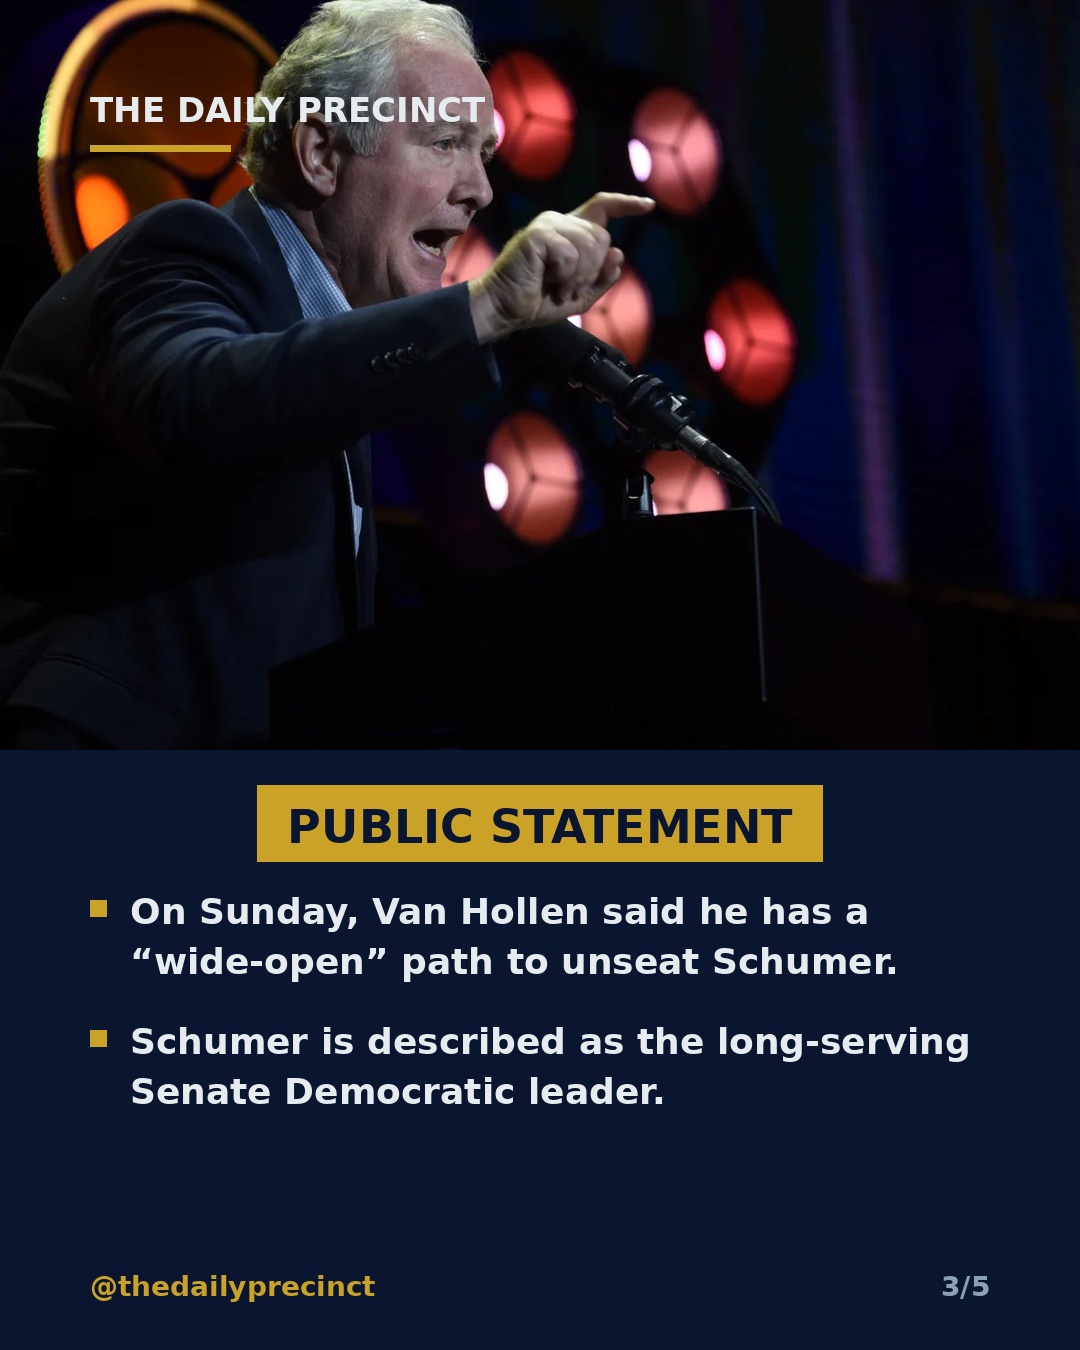 THE DAILY PRECINCT
PUBLIC STATEMENT
On Sunday, Van Hollen said he has a
“wide-open” path to unseat Schumer.
Schumer is described as the long-serving
Senate Democratic leader.
@thedailyprecinct
3/5